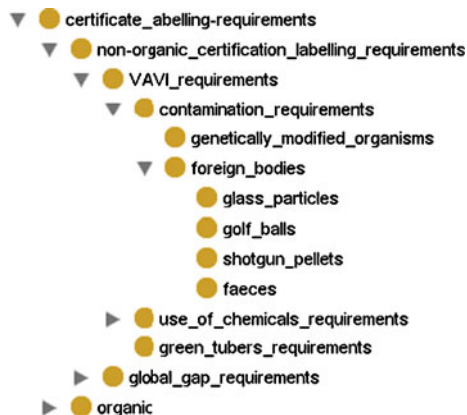 certificate_abelling-requirements
non-organic_certification_labelling_requirements
VAVI_requirements
contamination_requirements
genetically_modified_organisms
foreign_bodies
glass_particles
golf_balls
shotgun_pellets
faeces
use_of_chemicals_requirements
green_tubers_requirements
global_gap_requirements
organic